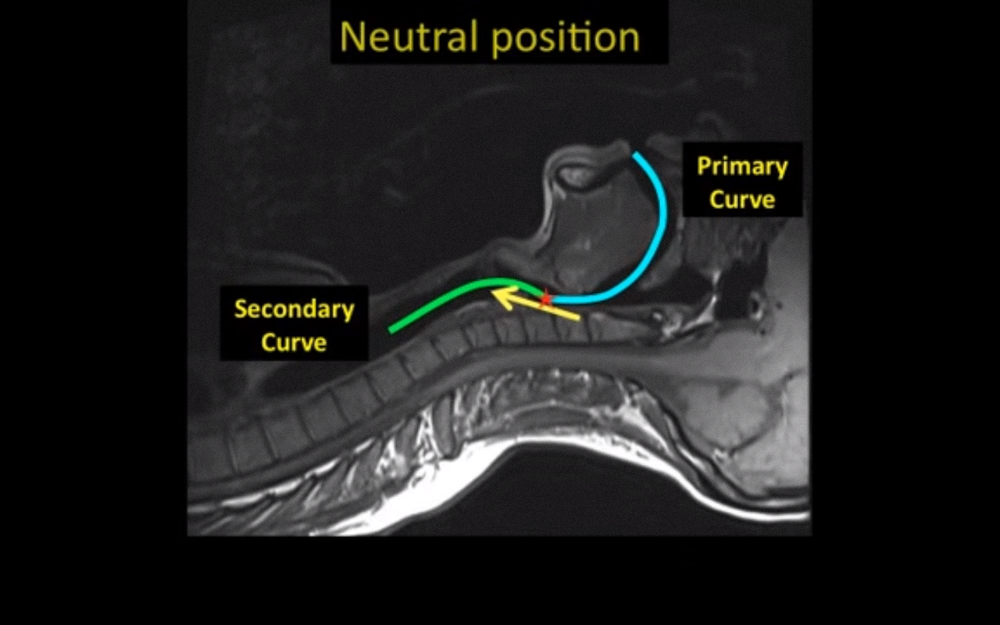 Neutral position
Primary
Curve
Secondary
Curve